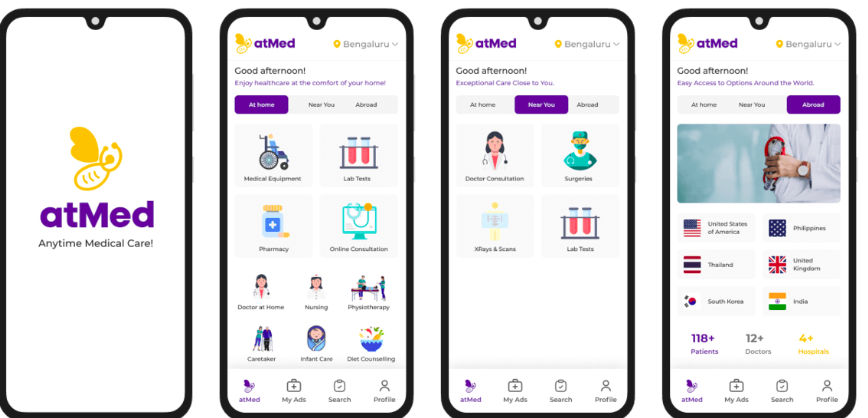 atMed
Anytime Medical Care!
atMed
Bengaluru
Good afternoon!
Enjoy healthcare at the comfort of your home!
At home Near You Abroad
Medical Equipment Lab Tests
Pharmacy Online Consultation
Doctor at Home Nursing Physiotherapy
Caretaker Infant Care Diet Counselling
atMed My Ads Search Profile
atMed
Bengaluru
Good afternoon!
Exceptional Care Close to You.
At home Near You Abroad
Doctor Consultation Surgeries
XRays & Scans Lab Tests
atMed My Ads Search Profile
atMed
Bengaluru
Good afternoon!
Easy Access to Options Around the World.
At home Near You Abroad
United States
of America
Philippines
Thailand
United
Kingdom
South Korea
India
118+ 12+ 4+
Patients Doctors Hospitals
atMed My Ads Search Profile